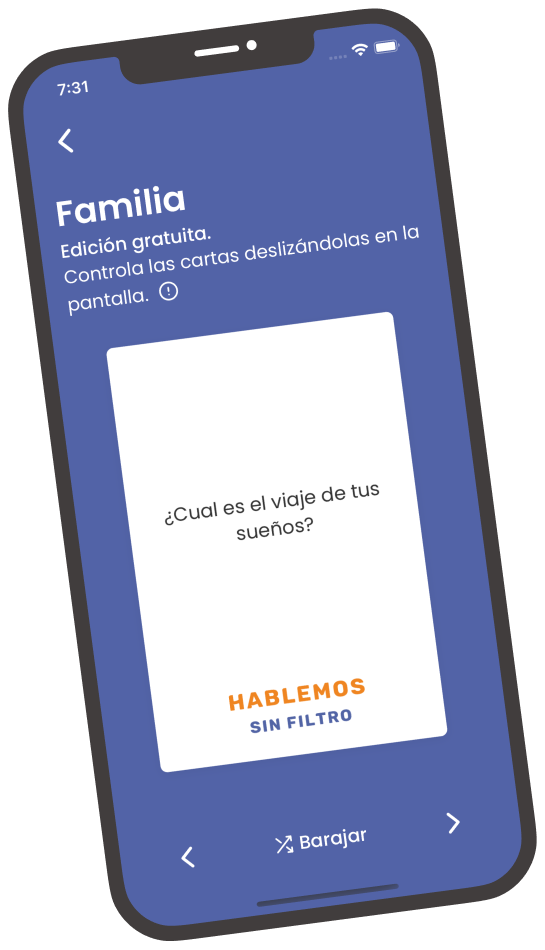 7:31
Familia
Edición gratuita.
Controla las cartas deslizándolas en la
pantalla.
¿Cual es el viaje de tus
sueños?
HABLEMOS
SIN FILTRO
Barajar